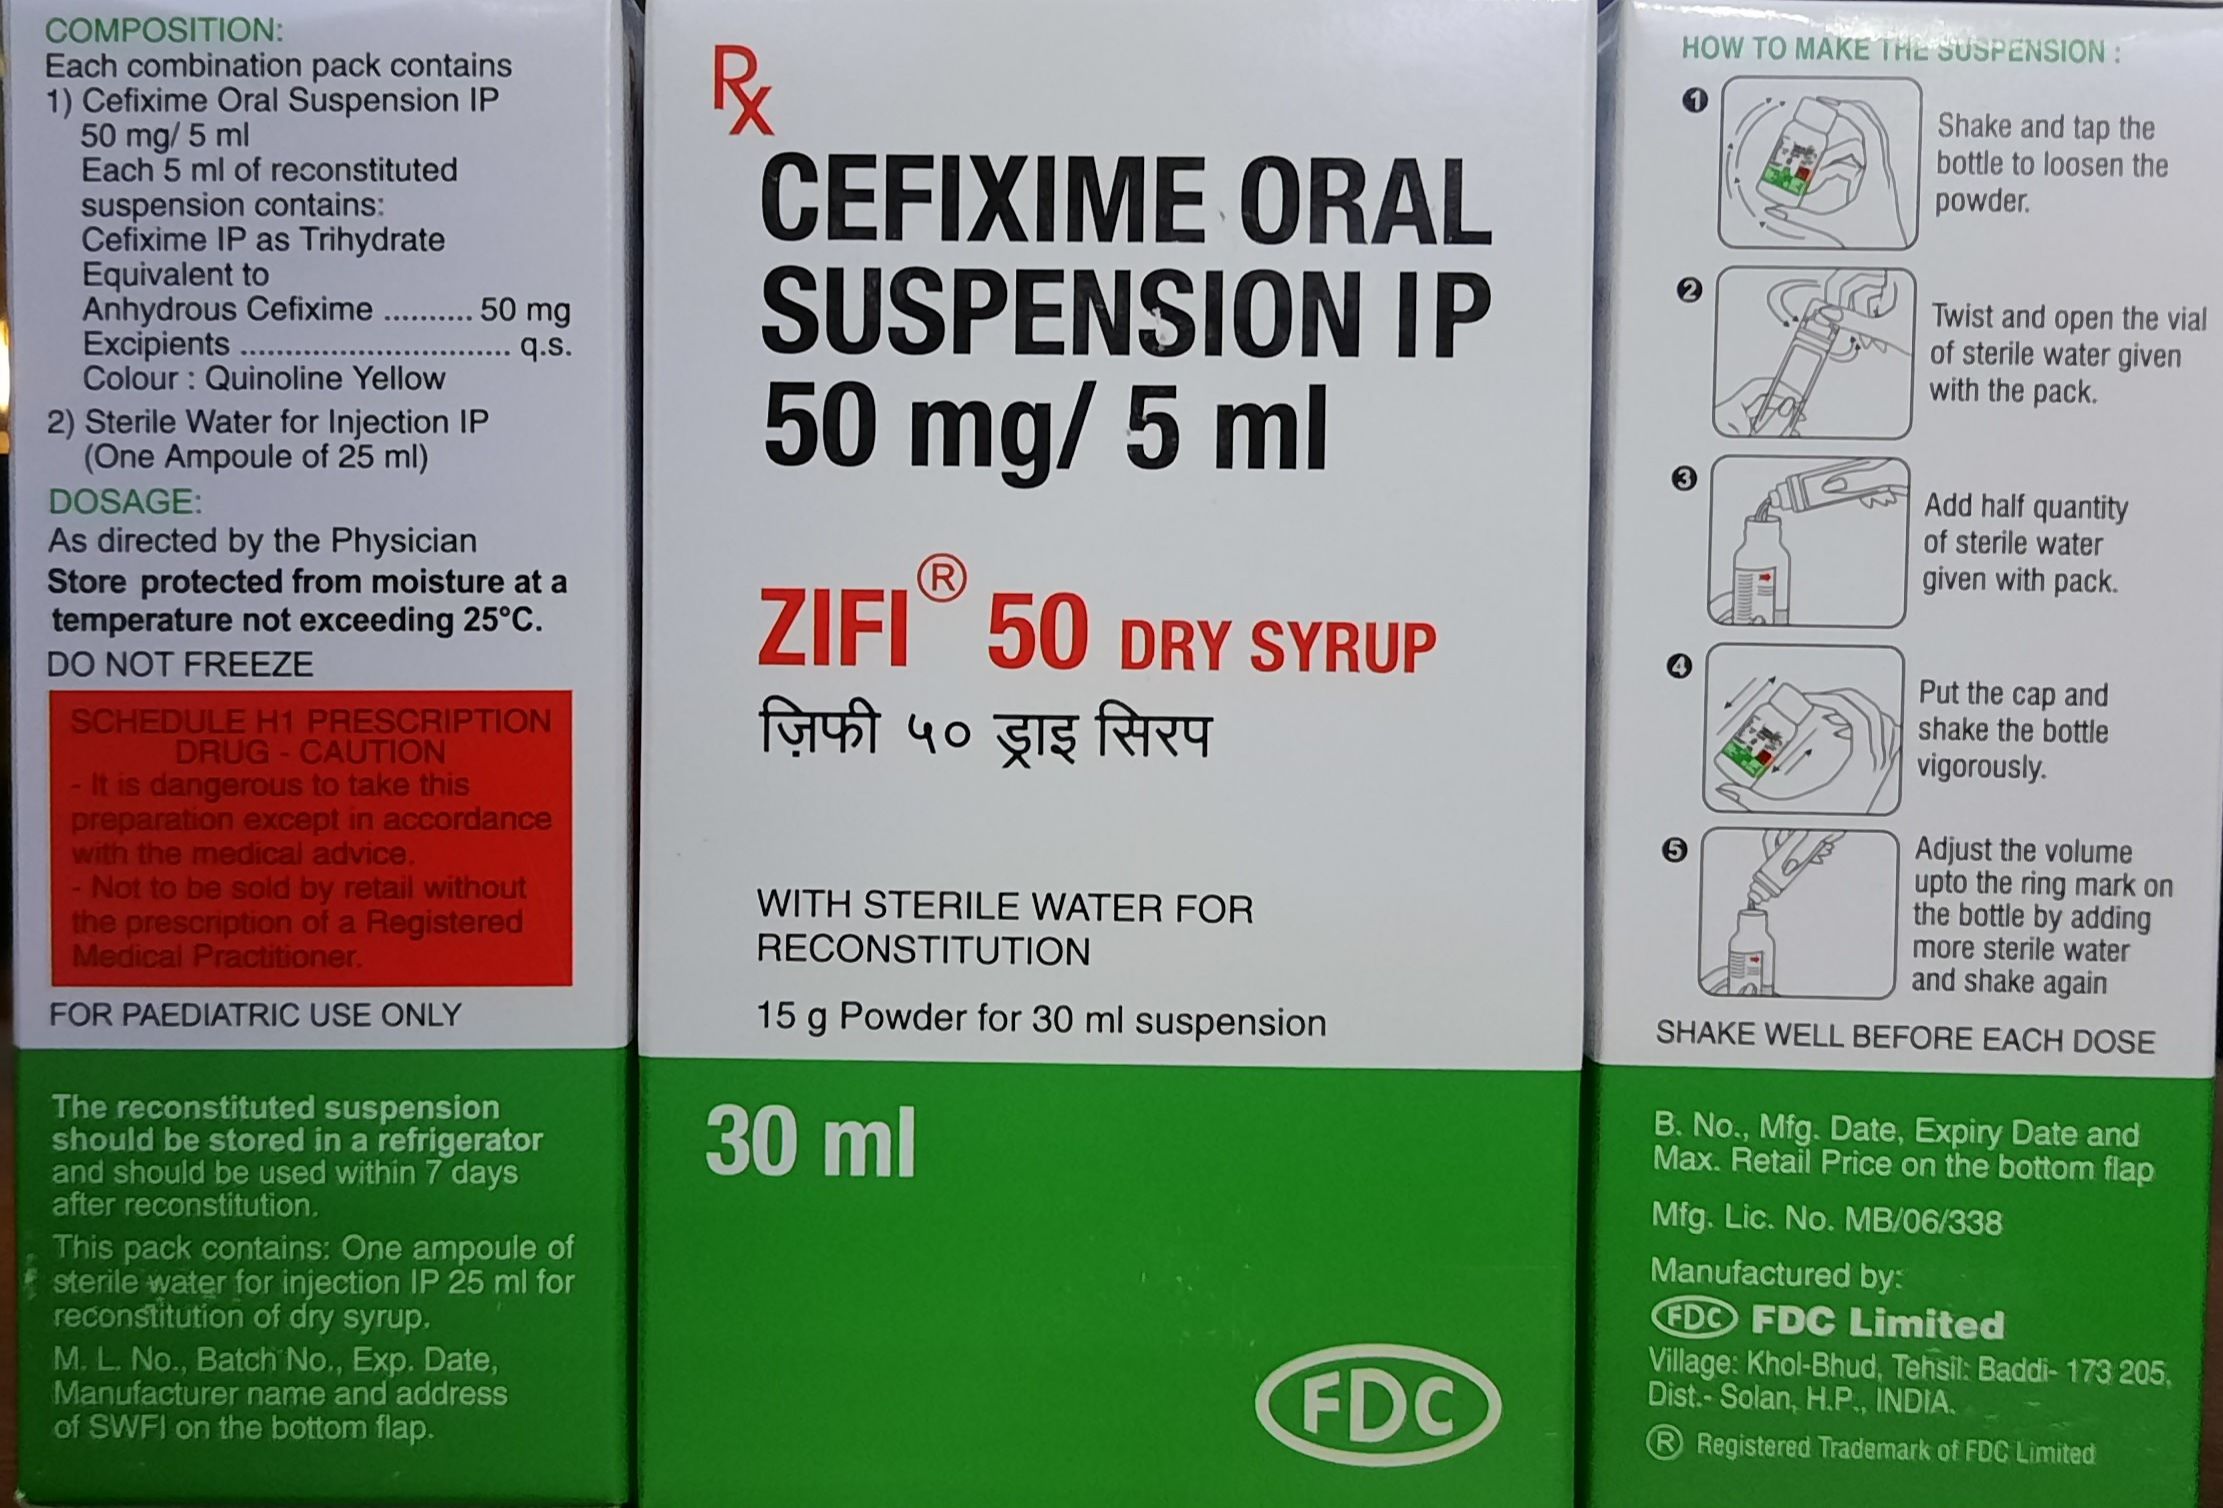 COMPOSITION:
Each combination pack contains
1) Cefixime Oral Suspension IP
50 mg/ 5 ml
Each 5 ml of reconstituted
suspension contains:
Cefixime IP as Trihydrate
Equivalent to
Anhydrous Cefixime .......... 50 mg
Excipients .............................. q.s.
Colour : Quinoline Yellow
2) Sterile Water for Injection IP
(One Ampoule of 25 ml)
DOSAGE:
As directed by the Physician
Store protected from moisture at a
temperature not exceeding 25°C.
DO NOT FREEZE
SCHEDULE H1 PRESCRIPTION
DRUG - CAUTION
- It is dangerous to take this
preparation except in accordance
with the medical advice.
- Not to be sold by retail without
the prescription of a Registered
Medical Practitioner.
FOR PAEDIATRIC USE ONLY
The reconstituted suspension
should be stored in a refrigerator
and should be used within 7 days
after reconstitution.
This pack contains: One ampoule of
sterile water for injection IP 25 ml for
reconstitution of dry syrup.
M. L. No., Batch No., Exp. Date,
Manufacturer name and address
of SWFI on the bottom flap.
Rx
CEFIXIME ORAL
SUSPENSION IP
50 mg/ 5 ml
ZIFI® 50 DRY SYRUP
ज़िफी ५० ड्राइ सिरप
WITH STERILE WATER FOR
RECONSTITUTION
15 g Powder for 30 ml suspension
30 ml
FDC
HOW TO MAKE THE SUSPENSION :
1
Shake and tap the
bottle to loosen the
powder.
2
Twist and open the vial
of sterile water given
with the pack.
3
Add half quantity
of sterile water
given with pack.
4
Put the cap and
shake the bottle
vigorously.
5
Adjust the volume
upto the ring mark on
the bottle by adding
more sterile water
and shake again
SHAKE WELL BEFORE EACH DOSE
B. No., Mfg. Date, Expiry Date and
Max. Retail Price on the bottom flap
Mfg. Lic. No. MB/06/338
Manufactured by:
FDC FDC Limited
Village: Khol-Bhud, Tehsil: Baddi- 173 205,
Dist.- Solan, H.P., INDIA.
® Registered Trademark of FDC Limited